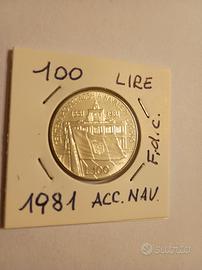 100 LIRE
L.100
F.d.c.
1981 ACC. NAV.
subito